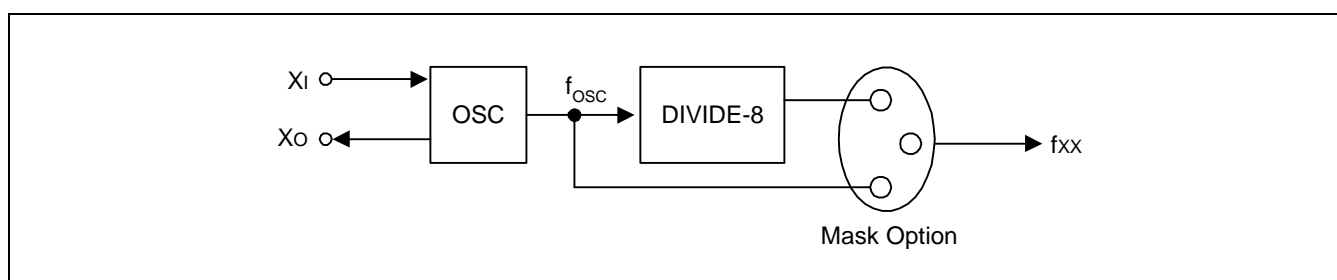 XI
XO
OSC
fOSC
DIVIDE-8
fXX
Mask Option